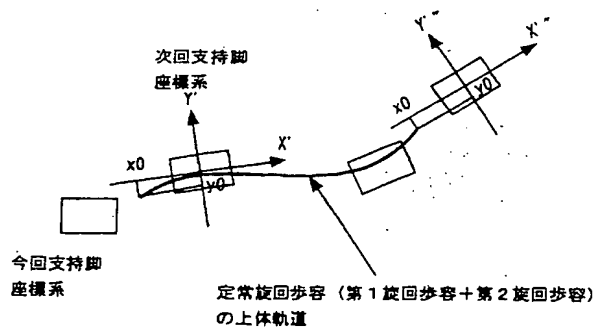 次回支持脚
座標系
Y'
X'
x0
y0
Y'"
X'"
x0
y0
今回支持脚
座標系
定常旋回歩容（第１旋回歩容＋第２旋回歩容）
の上体軌道